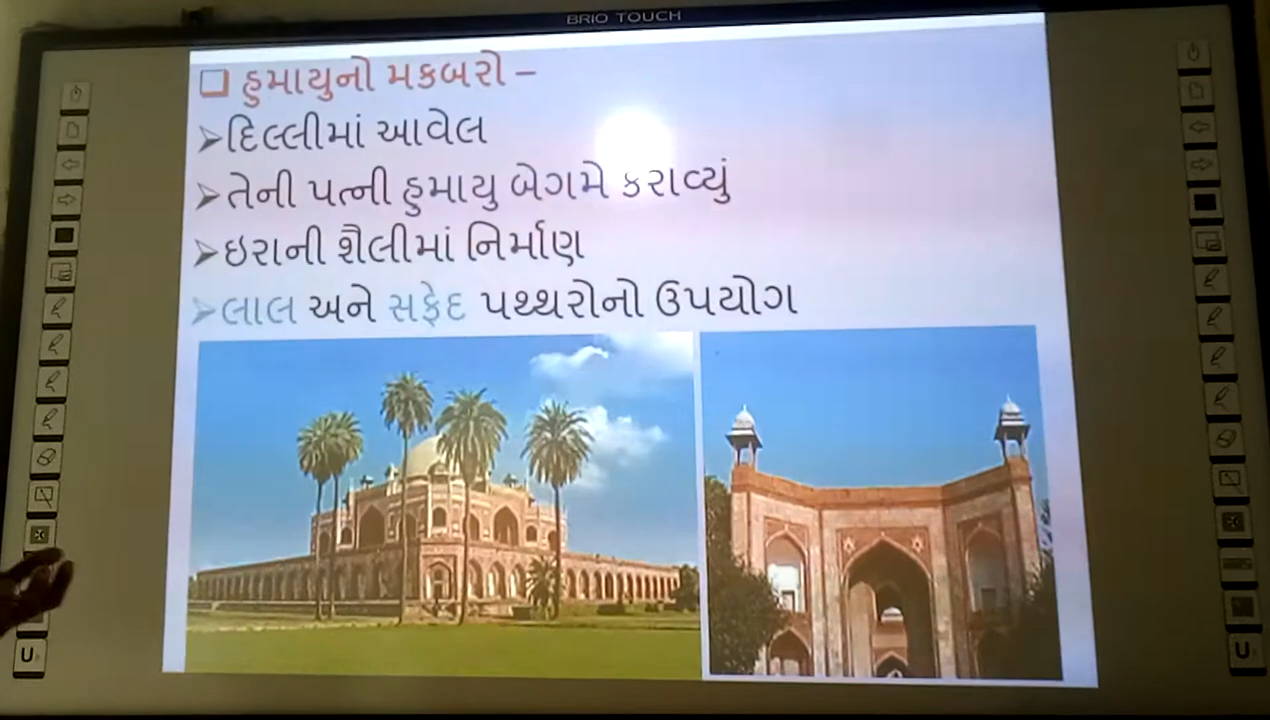 BRIO TOUCH
❑ હુમાયુનો મકબરો –
➢દિલ્લીમાં આવેલ
➢તેની પત્ની હુમાયુ બેગમે કરાવ્યું
➢ઇરાની શૈલીમાં નિર્માણ
➢લાલ અને સફેદ પથ્થરોનો ઉપયોગ